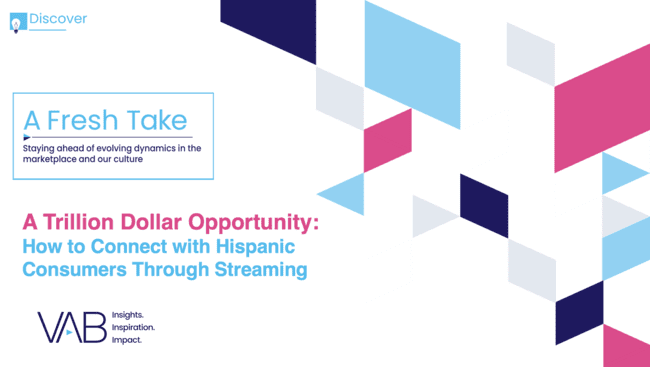 Discover
A Fresh Take
Staying ahead of evolving dynamics in the
marketplace and our culture
A Trillion Dollar Opportunity:
How to Connect with Hispanic
Consumers Through Streaming
VAB
Insights.
Inspiration.
Impact.